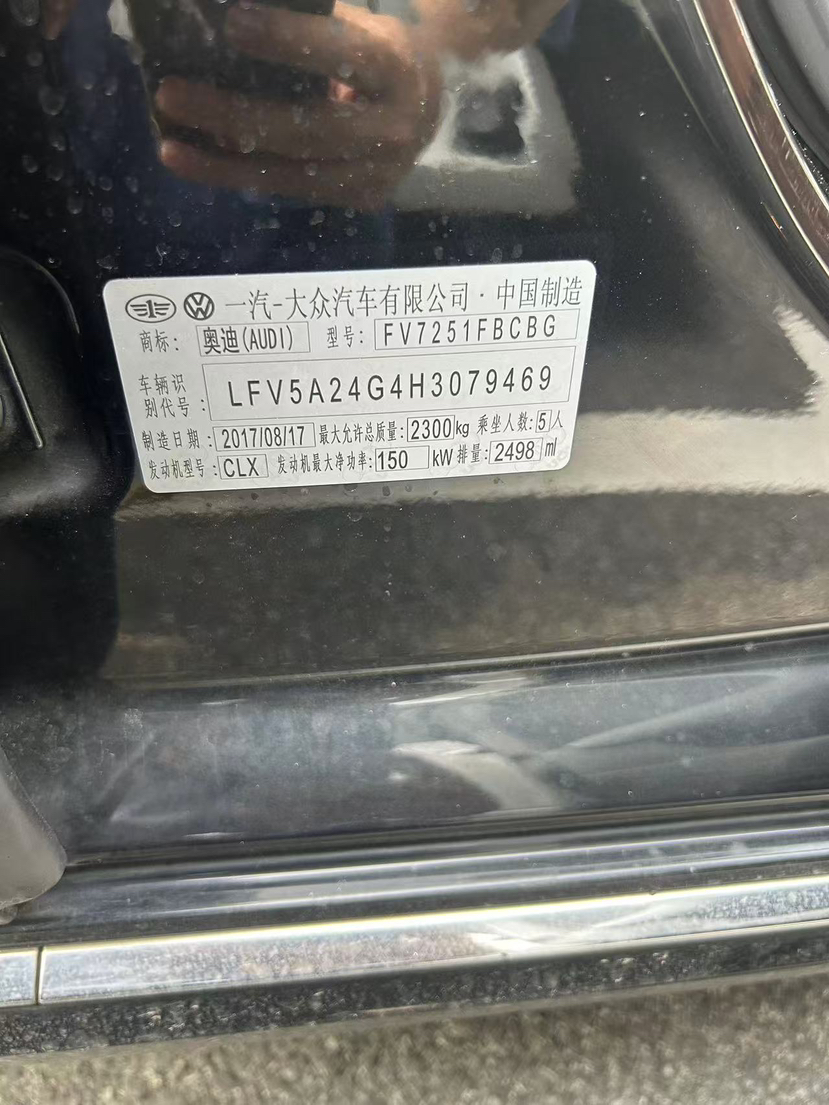 一汽-大众汽车有限公司·中国制造
商标: 奥迪(AUDI) 型号: FV7251FBCBG
车辆识别代号: LFV5A24G4H3079469
制造日期: 2017/08/17 最大允许总质量: 2300kg 乘坐人数: 5人
发动机型号: CLX 发动机最大净功率: 150 kW 排量: 2498 ml